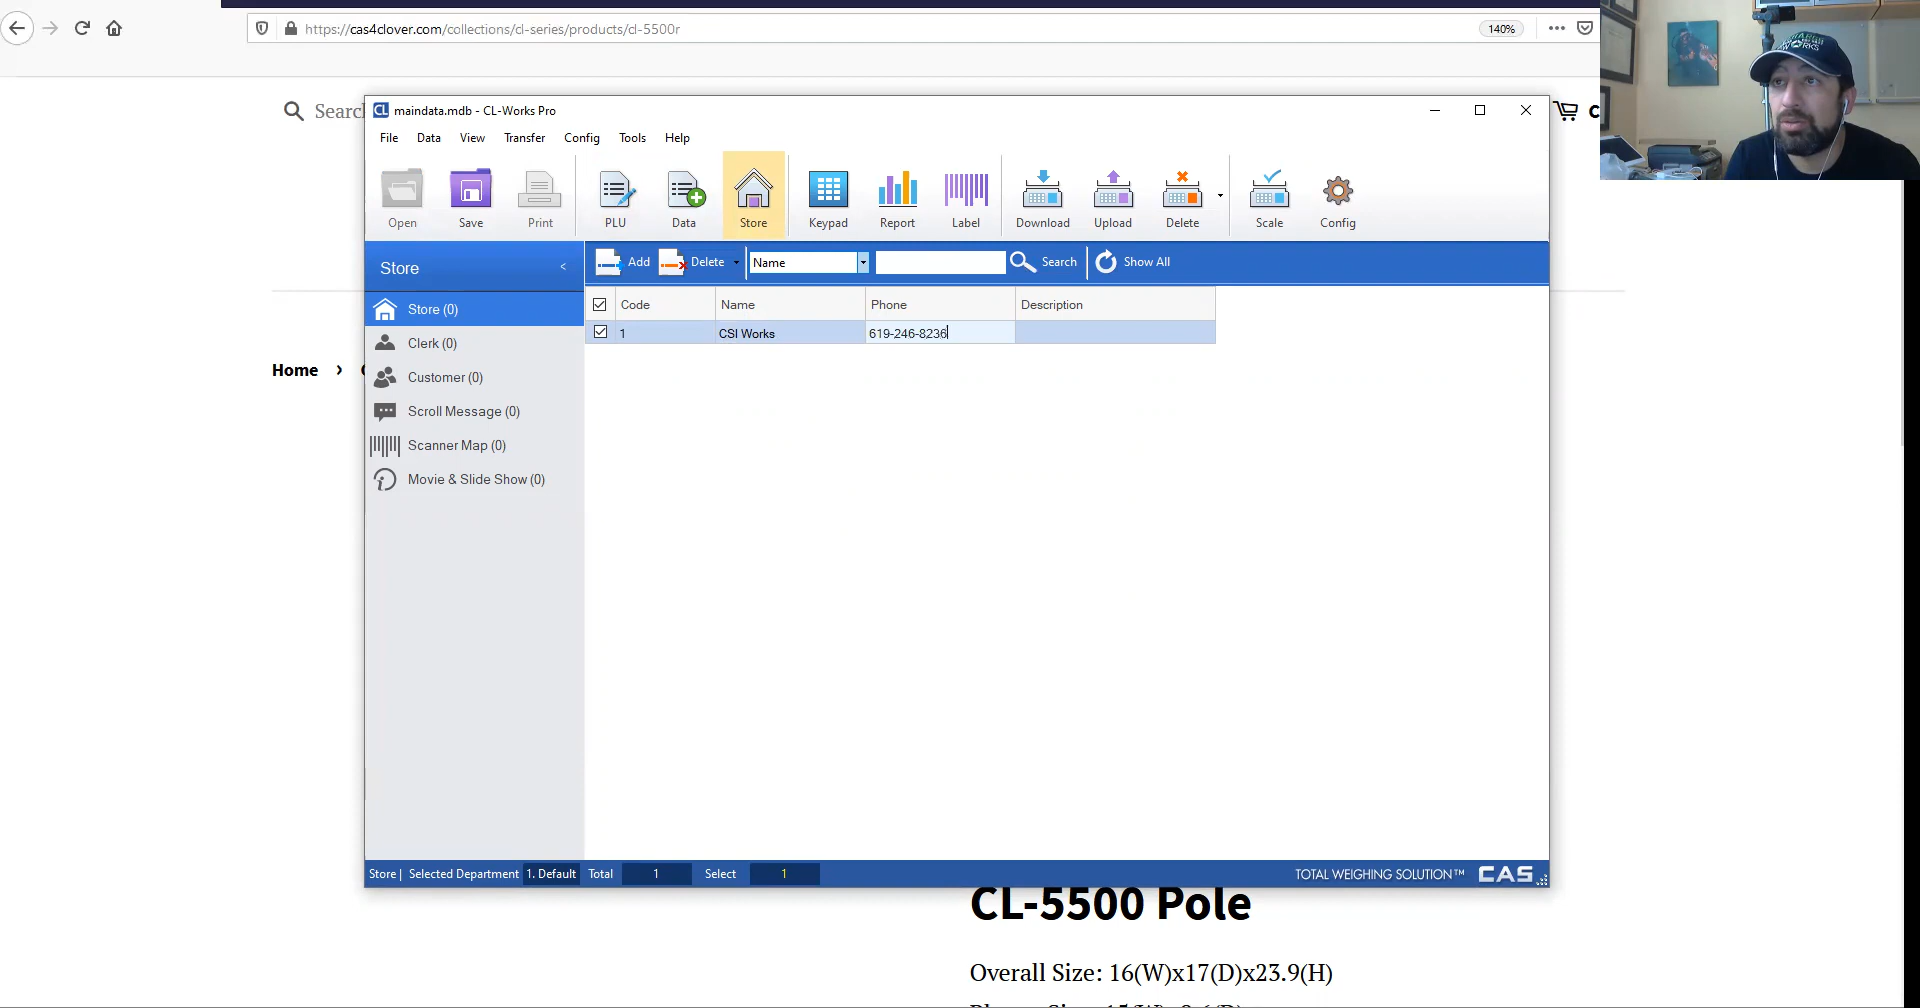 https://cas4clover.com/collections/cl-series/products/cl-5500r
140%
Searc
maindata.mdb - CL-Works Pro
C
File Data View Transfer Config Tools Help
Open Save Print PLU Data Store Keypad Report Label Download Upload Delete Scale Config
Store <
Add Delete Name Search Show All
Code Name Phone Description
1 CSI Works 619-246-8236
Store (0)
Clerk (0)
Customer (0)
Scroll Message (0)
Scanner Map (0)
Movie & Slide Show (0)
Home ›
Store | Selected Department 1. Default Total 1 Select 1 TOTAL WEIGHING SOLUTION™ CAS
CL-5500 Pole
Overall Size: 16(W)x17(D)x23.9(H)